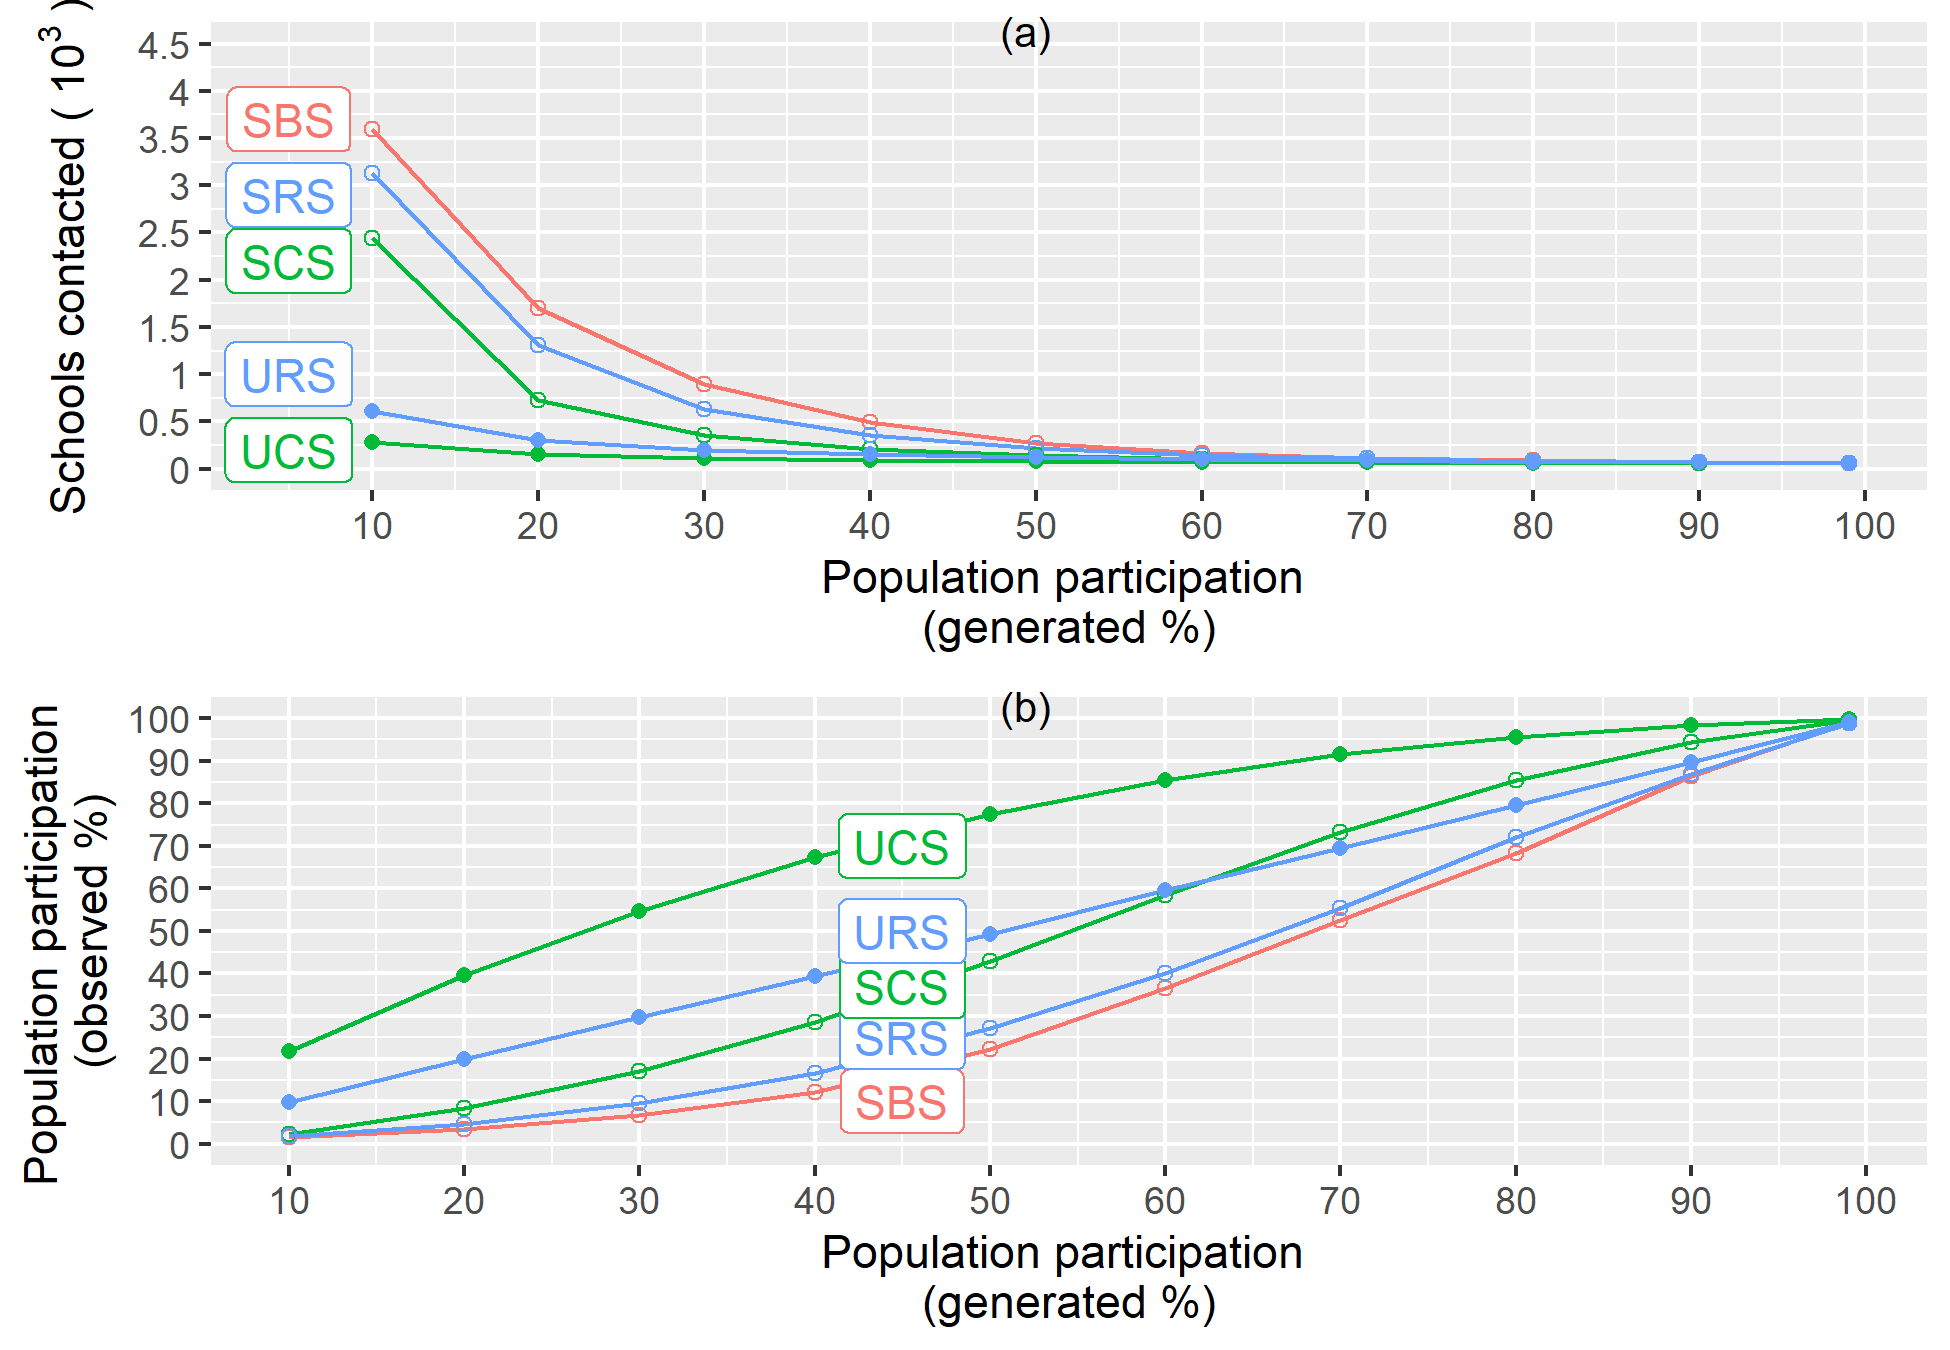 (a)
Schools contacted ( 10³ )
4.5
4
3.5
3
2.5
2
1.5
1
0.5
0
SBS
SRS
SCS
URS
UCS
10 20 30 40 50 60 70 80 90 100
Population participation
(generated %)
(b)
Population participation
(observed %)
100
90
80
70
60
50
40
30
20
10
0
UCS
URS
SCS
SRS
SBS
10 20 30 40 50 60 70 80 90 100
Population participation
(generated %)